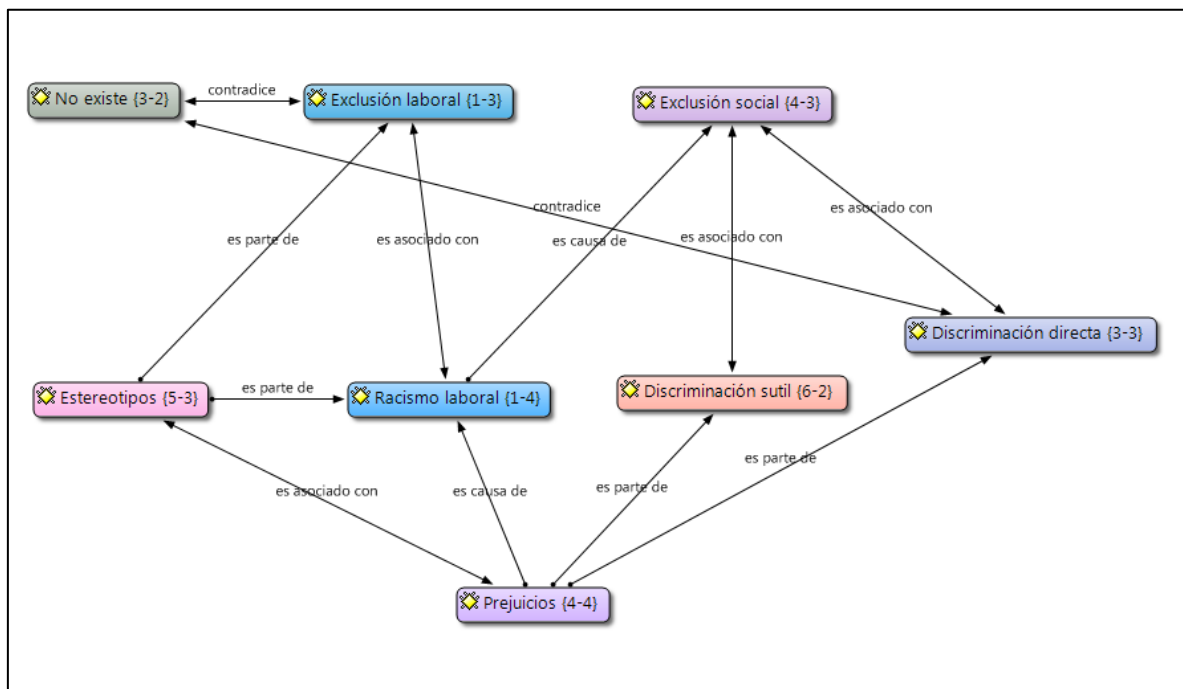 No existe {3-2}
contradice
Exclusión laboral {1-3}
Exclusión social {4-3}
contradice
es asociado con
es parte de
es asociado con
es causa de
es asociado con
Discriminación directa {3-3}
Estereotipos {5-3}
es parte de
Racismo laboral {1-4}
Discriminación sutil {6-2}
es parte de
es asociado con
es causa de
es parte de
Prejuicios {4-4}